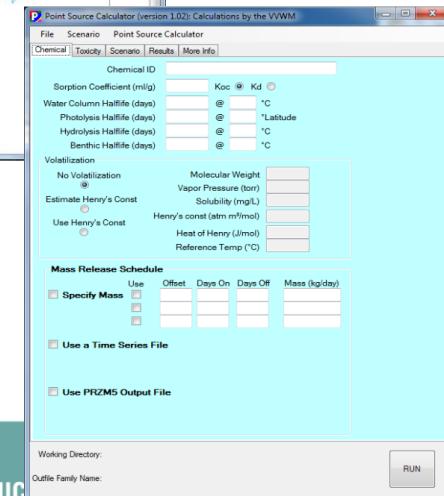 Point Source Calculator (version 1.02): Calculations by the VVWM
File Scenario Point Source Calculator
Chemical Toxicity Scenario Results More Info
Chemical ID
Sorption Coefficient (ml/g) Koc Kd
Water Column Halflife (days) @ °C
Photolysis Halflife (days) @ °Latitude
Hydrolysis Halflife (days) @ °C
Benthic Halflife (days) @ °C
Volatilization
No Volatilization
Estimate Henry's Const
Use Henry's Const
Molecular Weight
Vapor Pressure (torr)
Solubility (mg/L)
Henry's const (atm m³/mol)
Heat of Henry (J/mol)
Reference Temp (°C)
Mass Release Schedule
Use Offset Days On Days Off Mass (kg/day)
Specify Mass
Use a Time Series File
Use PRZM5 Output File
Working Directory:
Outfile Family Name:
RUN
UC